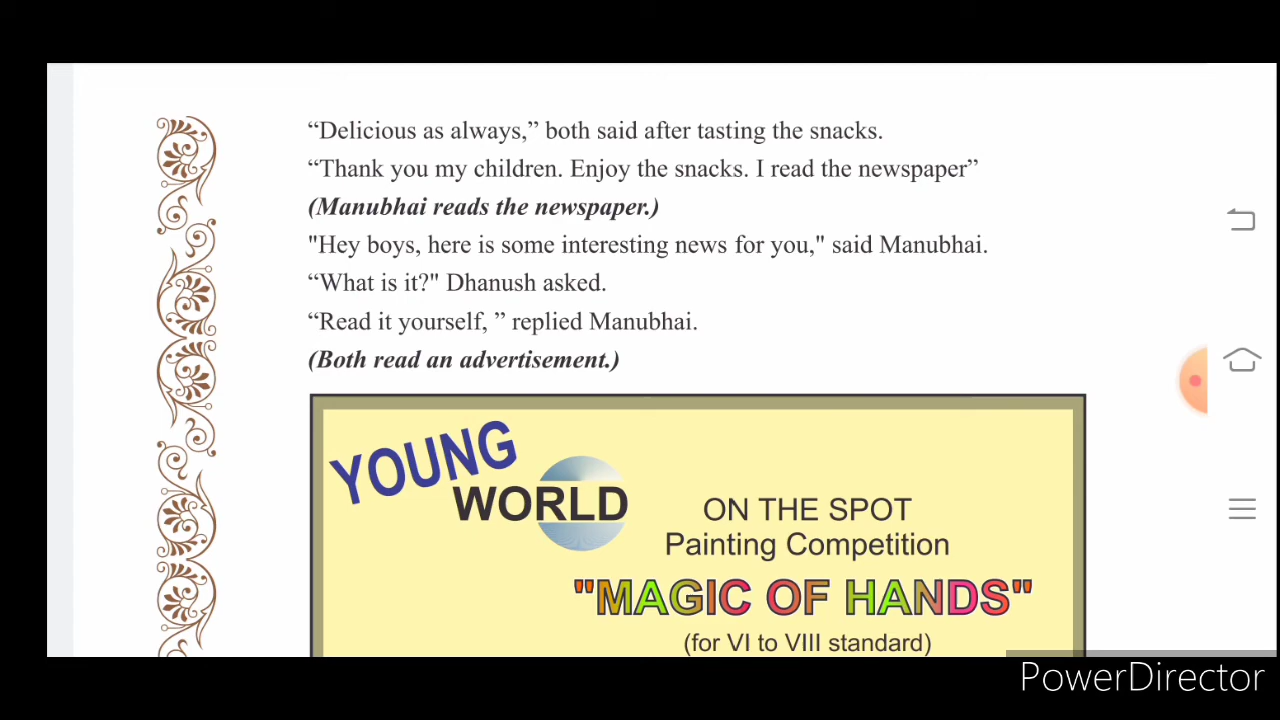 “Delicious as always,” both said after tasting the snacks.
“Thank you my children. Enjoy the snacks. I read the newspaper”
(Manubhai reads the newspaper.)
"Hey boys, here is some interesting news for you," said Manubhai.
“What is it?" Dhanush asked.
“Read it yourself, ” replied Manubhai.
(Both read an advertisement.)
YOUNG
WORLD
ON THE SPOT
Painting Competition
"MAGIC OF HANDS"
(for VI to VIII standard)
PowerDirector